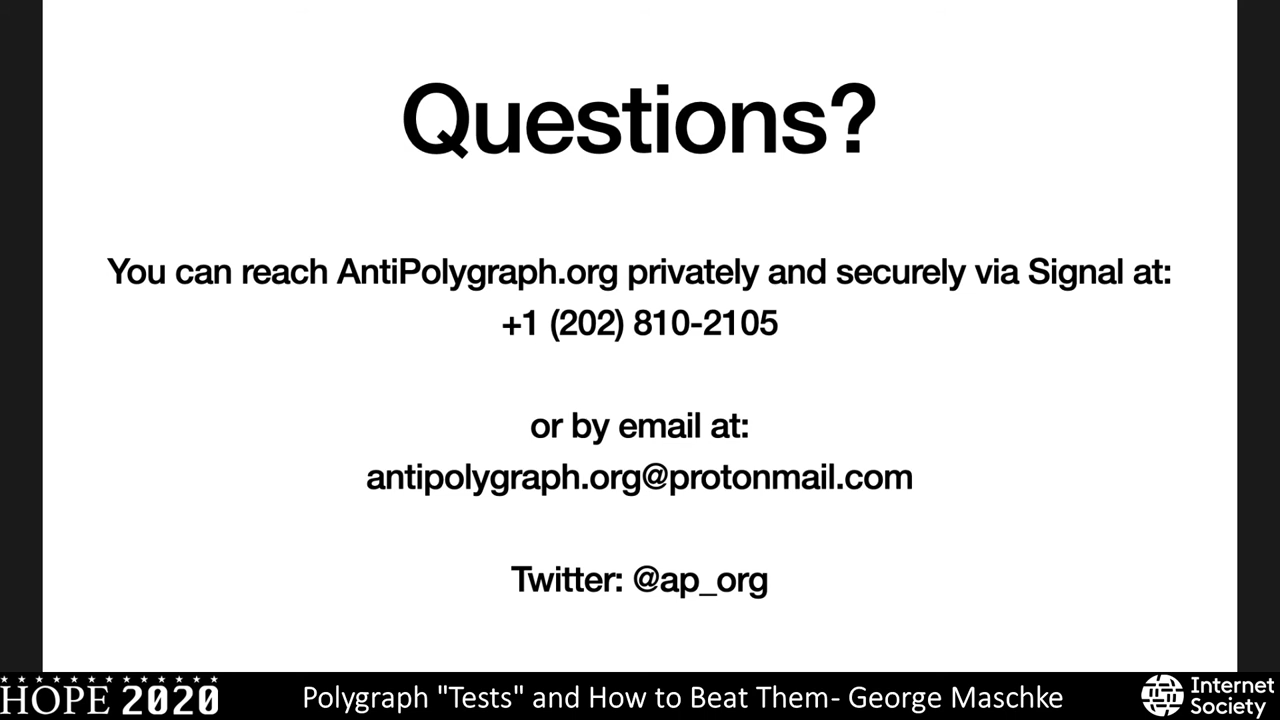 Questions?
You can reach AntiPolygraph.org privately and securely via Signal at:
+1 (202) 810-2105
or by email at:
antipolygraph.org@protonmail.com
Twitter: @ap_org
HOPE 2020
Polygraph "Tests" and How to Beat Them- George Maschke
Internet
Society